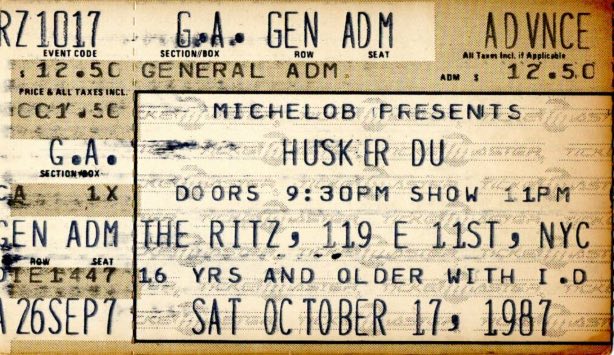 RZ1017 G.A. GEN ADM ADVNCE
EVENT CODE SECTION/BOX ROW SEAT All Taxes Incl. if Applicable
$ 12.50 GENERAL ADM. ADM $ 12.50
PRICE & ALL TAXES INCL.
MICHELOB PRESENTS
G.A. HUSKER DU
SECTION/BOX
1X DOORS 9:30PM SHOW 11PM
EN ADM THE RITZ, 119 E 11ST, NYC
ROW SEAT
1447 16 YRS AND OLDER WITH I.D
26SEP7 SAT OCTOBER 17, 1987